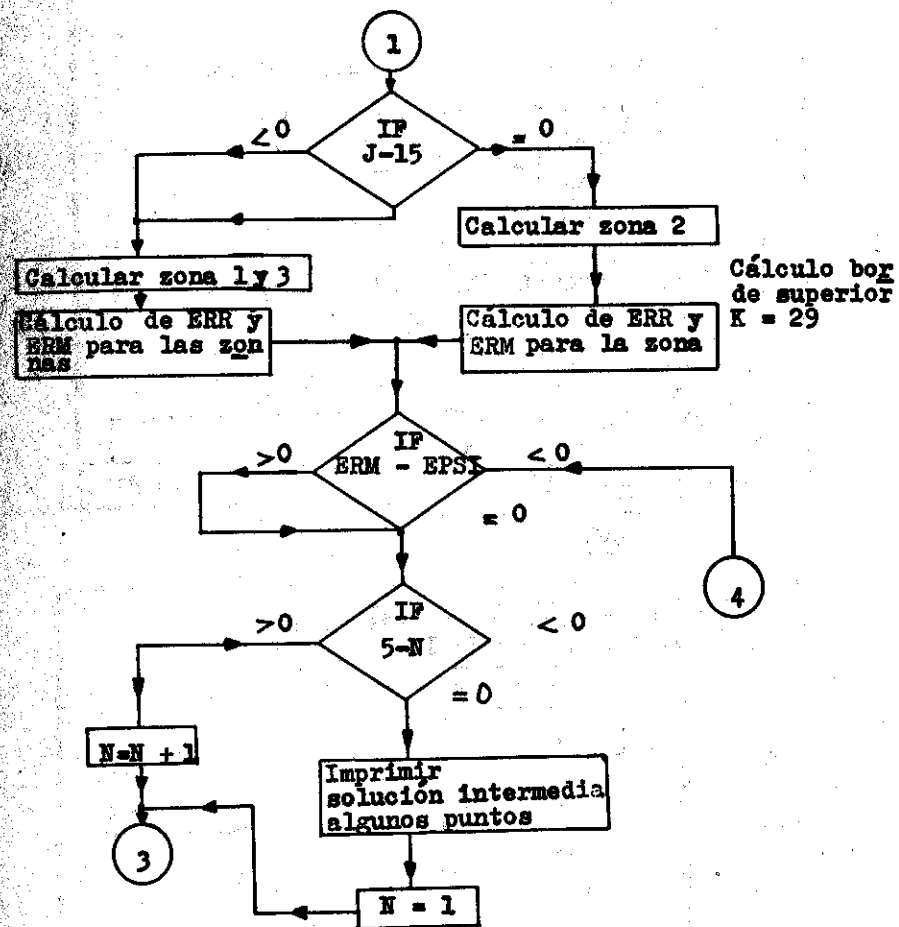 1
IF
J-15
<0
= 0
Calcular zona 2
Calcular zona 1 y 3
Cálculo bor
de superior
K = 29
Cálculo de ERR y
ERM para las zon
nas
Cálculo de ERR y
ERM para la zona
IF
ERM - EPSI
>0
< 0
= 0
4
IF
5-N
>0
< 0
= 0
N=N + 1
Imprimir
solución intermedia
algunos puntos
3
N = 1